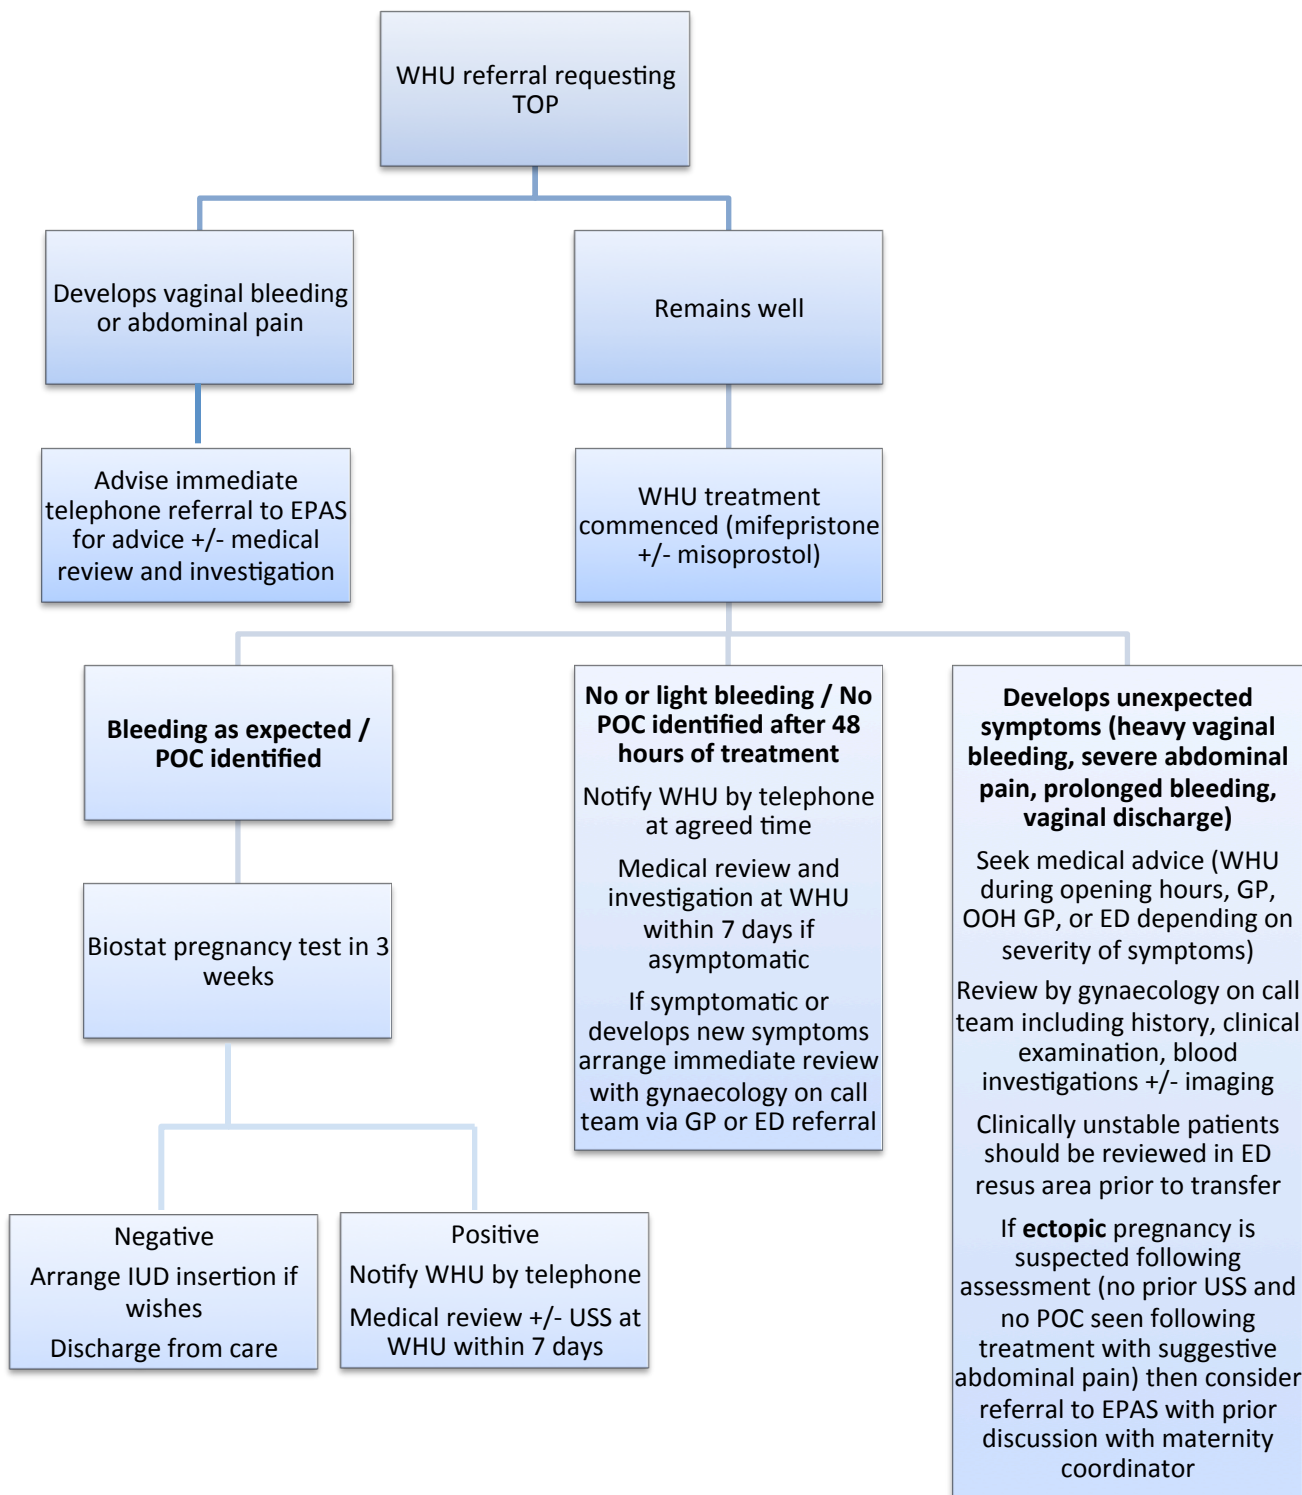 WHU referral requesting
TOP
Develops vaginal bleeding
or abdominal pain
Remains well
Advise immediate
telephone referral to EPAS
for advice +/- medical
review and investigation
WHU treatment
commenced (mifepristone
+/- misoprostol)
Bleeding as expected /
POC identified
No or light bleeding / No
POC identified after 48
hours of treatment
Notify WHU by telephone
at agreed time
Medical review and
investigation at WHU
within 7 days if
asymptomatic
If symptomatic or
develops new symptoms
arrange immediate review
with gynaecology on call
team via GP or ED referral
Develops unexpected
symptoms (heavy vaginal
bleeding, severe abdominal
pain, prolonged bleeding,
vaginal discharge)
Seek medical advice (WHU
during opening hours, GP,
OOH GP, or ED depending on
severity of symptoms)
Review by gynaecology on call
team including history, clinical
examination, blood
investigations +/- imaging
Clinically unstable patients
should be reviewed in ED
resus area prior to transfer
If ectopic pregnancy is
suspected following
assessment (no prior USS and
no POC seen following
treatment with suggestive
abdominal pain) then consider
referral to EPAS with prior
discussion with maternity
coordinator
Biostat pregnancy test in 3
weeks
Negative
Arrange IUD insertion if
wishes
Discharge from care
Positive
Notify WHU by telephone
Medical review +/- USS at
WHU within 7 days